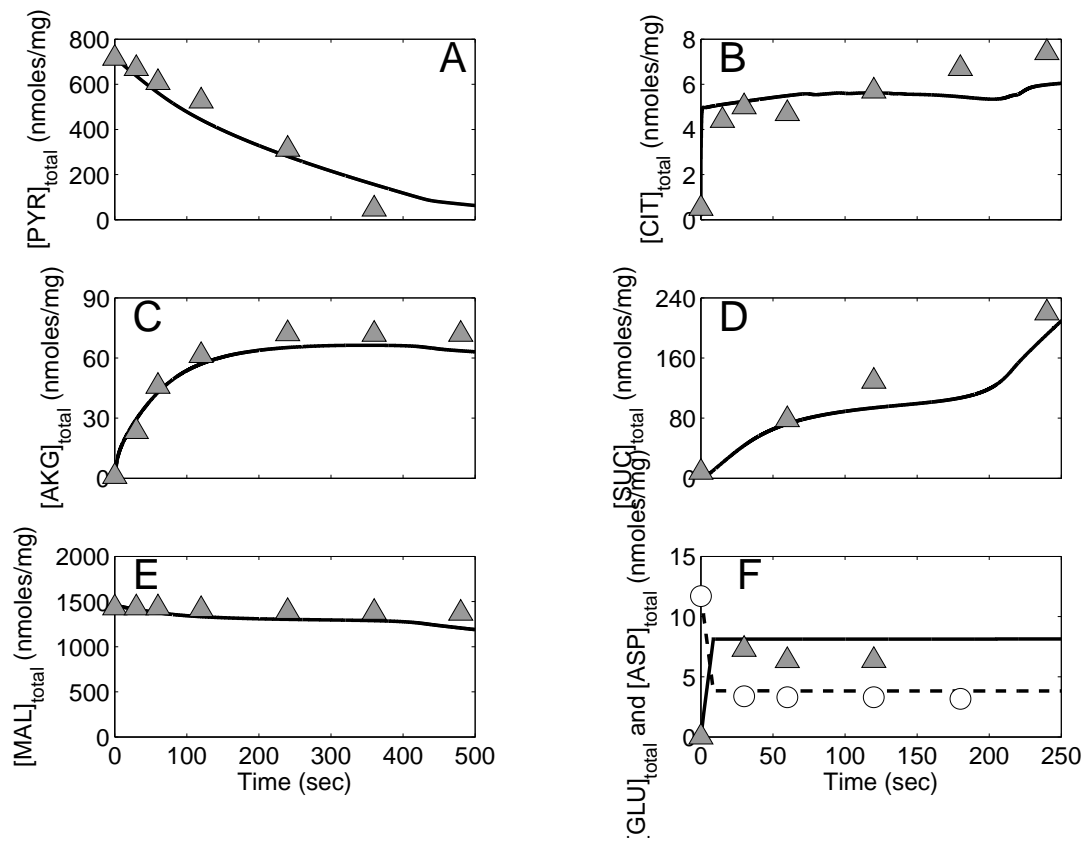 A
[PYR]total (nmoles/mg)
800
600
400
200
0
B
[CIT]total (nmoles/mg)
8
6
4
2
0
C
[AKG]total (nmoles/mg)
90
60
30
0
D
[SUC]total (nmoles/mg)
240
160
80
0
E
[MAL]total (nmoles/mg)
2000
1500
1000
500
0
0 100 200 300 400 500
Time (sec)
F
[GLU]total and [ASP]total (nmoles/mg)
15
10
5
0
0 50 100 150 200 250
Time (sec)